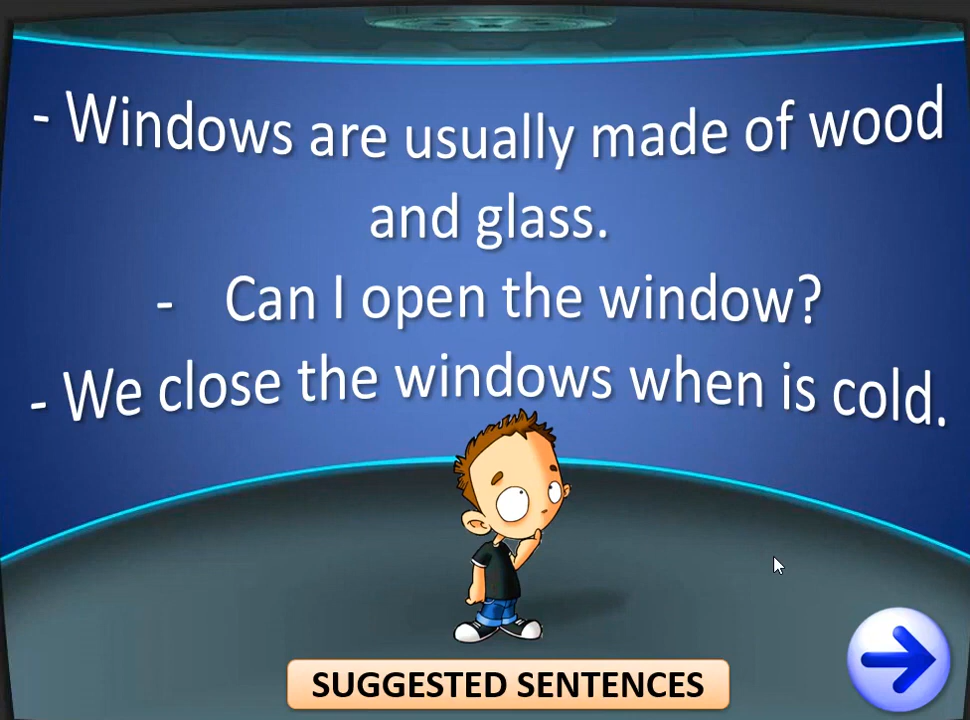 - Windows are usually made of wood
and glass.
- Can I open the window?
- We close the windows when is cold.
SUGGESTED SENTENCES